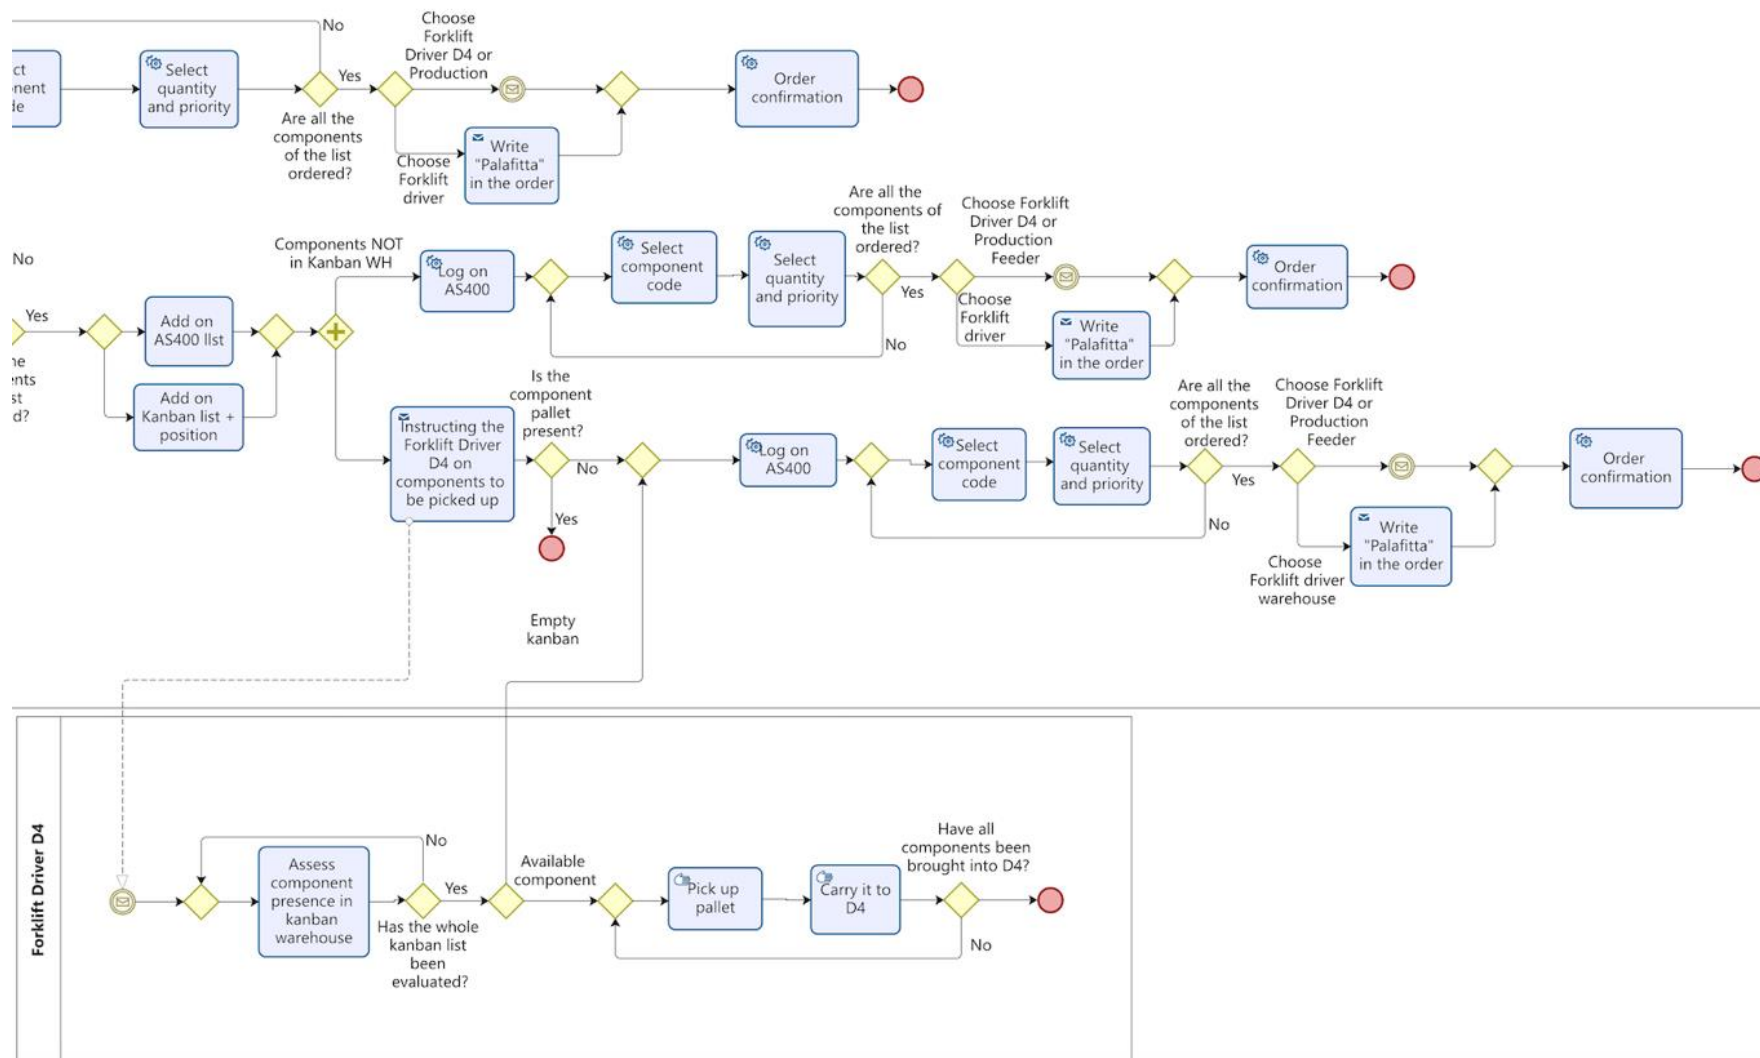 No
Choose
Forklift
Driver D4 or
Production
Select
quantity
and priority
Yes
Order
confirmation
Are all the
components
of the list
ordered?
Choose
Forklift
driver
Write
"Palafitta"
in the order
No
Yes
Add on
AS400 list
Add on
Kanban list +
position
Components NOT
in Kanban WH
Log on
AS400
Select
component
code
Select
quantity
and priority
Are all the
components of
the list
ordered?
Yes
No
Choose Forklift
Driver D4 or
Production
Feeder
Choose
Forklift
driver
Write
"Palafitta"
in the order
Order
confirmation
Instructing the
Forklift Driver
D4 on
components to
be picked up
Is the
component
pallet
present?
No
Yes
Empty
kanban
Log on
AS400
Select
component
code
Select
quantity
and priority
Are all the
components
of the list
ordered?
Yes
No
Choose Forklift
Driver D4 or
Production
Feeder
Choose
Forklift driver
warehouse
Write
"Palafitta"
in the order
Order
confirmation
Forklift Driver D4
No
Assess
component
presence in
kanban
warehouse
Yes
Has the whole
kanban list
been
evaluated?
Available
component
Pick up
pallet
Carry it to
D4
Have all
components been
brought into D4?
No